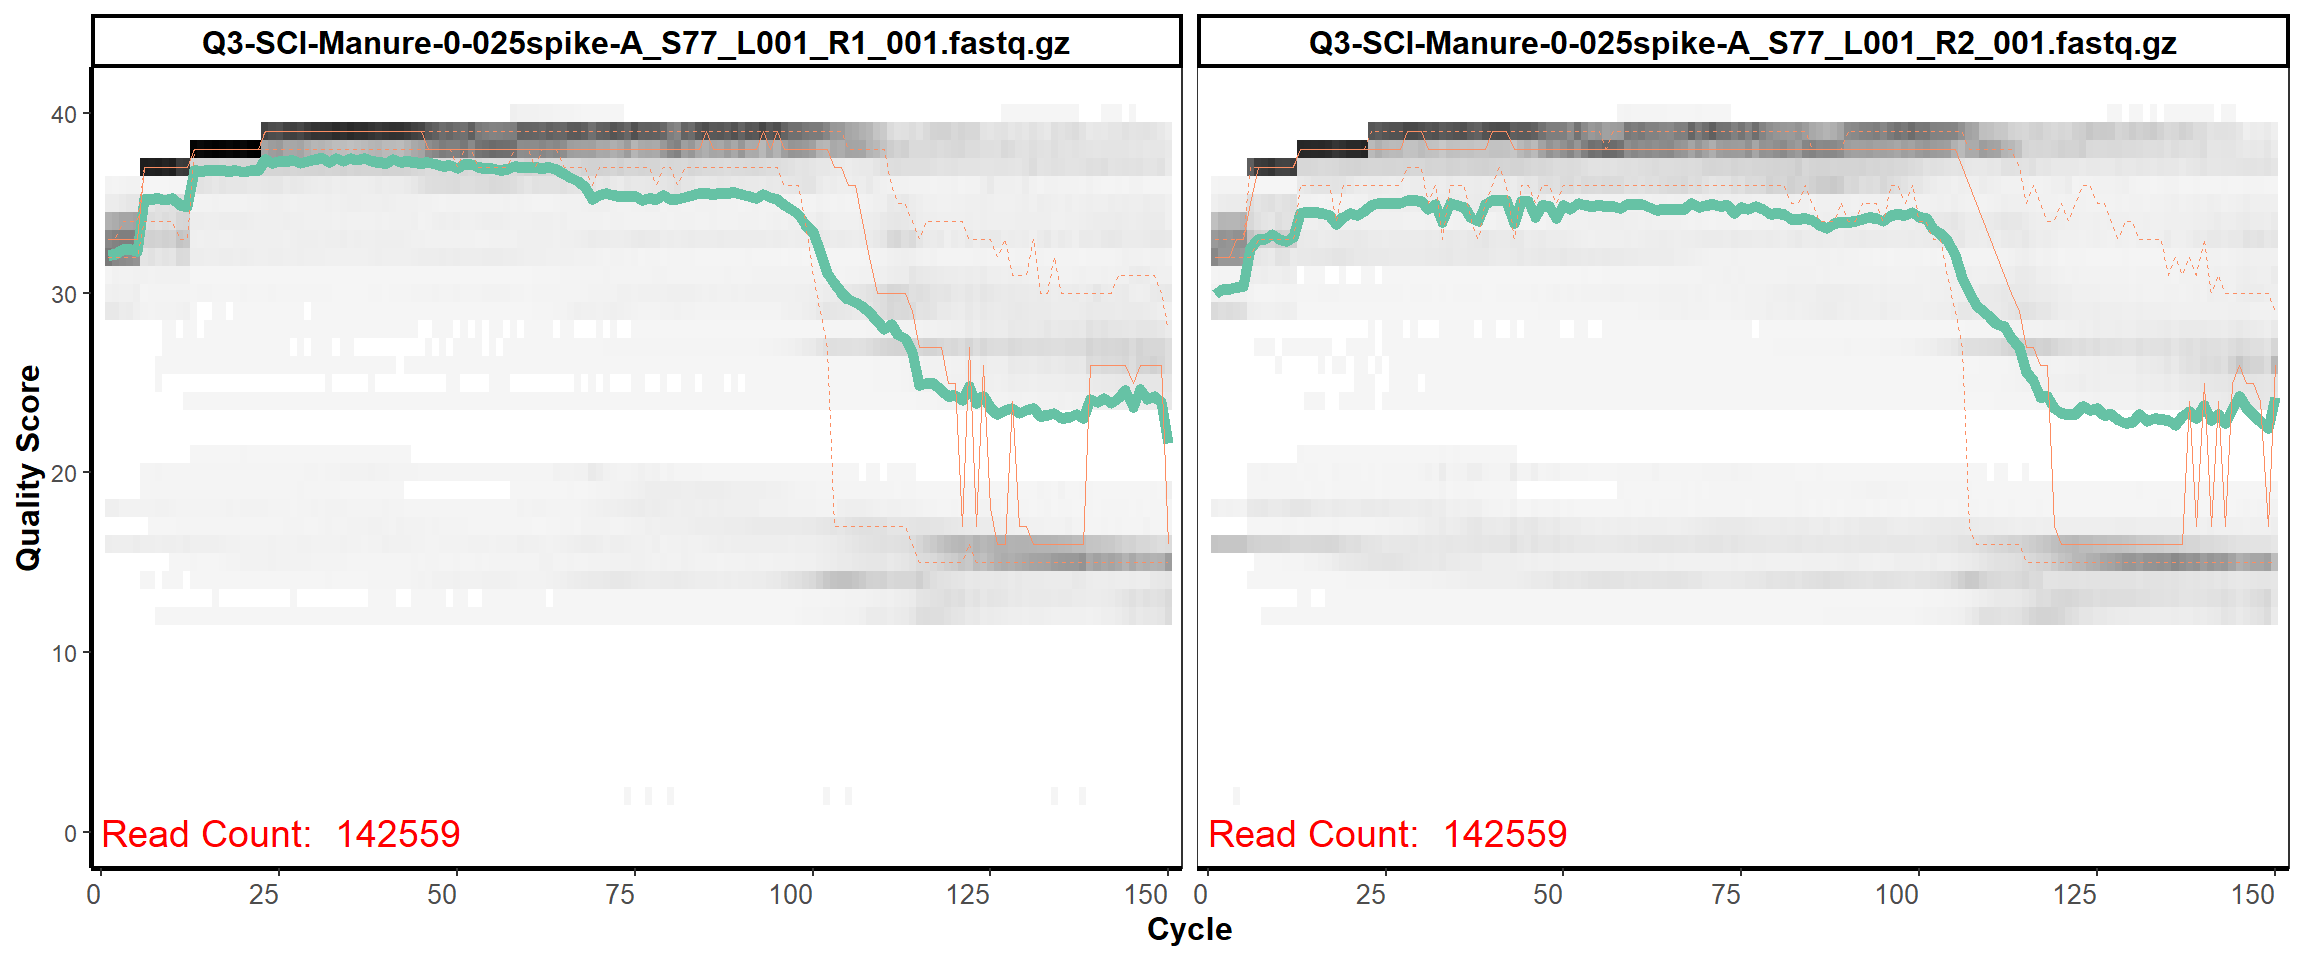 Q3-SCI-Manure-0-025spike-A_S77_L001_R1_001.fastq.gz
Q3-SCI-Manure-0-025spike-A_S77_L001_R2_001.fastq.gz
40
30
20
10
0
Quality Score
Read Count:  142559
Read Count:  142559
0 25 50 75 100 125 150
0 25 50 75 100 125 150
Cycle